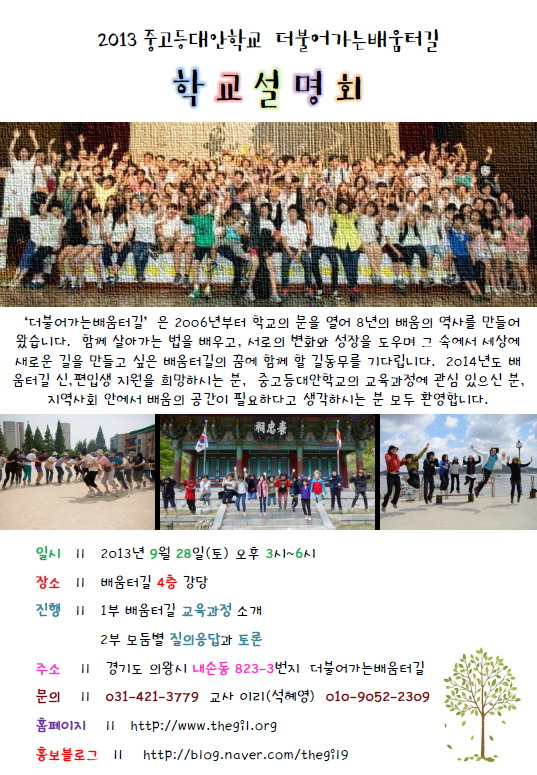 2013 중고등대안학교 더불어가는배움터길
학교설명회
‘더불어가는배움터길’ 은 2006년부터 학교의 문을 열어 8년의 배움의 역사를 만들어
왔습니다. 함께 살아가는 법을 배우고, 서로의 변화와 성장을 도우며 그 속에서 세상에
새로운 길을 만들고 싶은 배움터길의 꿈에 함께 할 길동무를 기다립니다. 2014년도 배
움터길 신,편입생 지원을 희망하시는 분, 중고등대안학교의 교육과정에 관심 있으신 분,
지역사회 안에서 배움의 공간이 필요하다고 생각하시는 분 모두 환영합니다.
祠忠表
일시 || 2013년 9월 28일(토) 오후 3시~6시
장소 || 배움터길 4층 강당
진행 || 1부 배움터길 교육과정 소개
2부 모둠별 질의응답과 토론
주소 || 경기도 의왕시 내손동 823-3번지 더불어가는배움터길
문의 || 031-421-3779 교사 이리(석혜영) 010-9052-2309
홈페이지 || http://www.thegil.org
홍보블로그 || http://blog.naver.com/thegil9